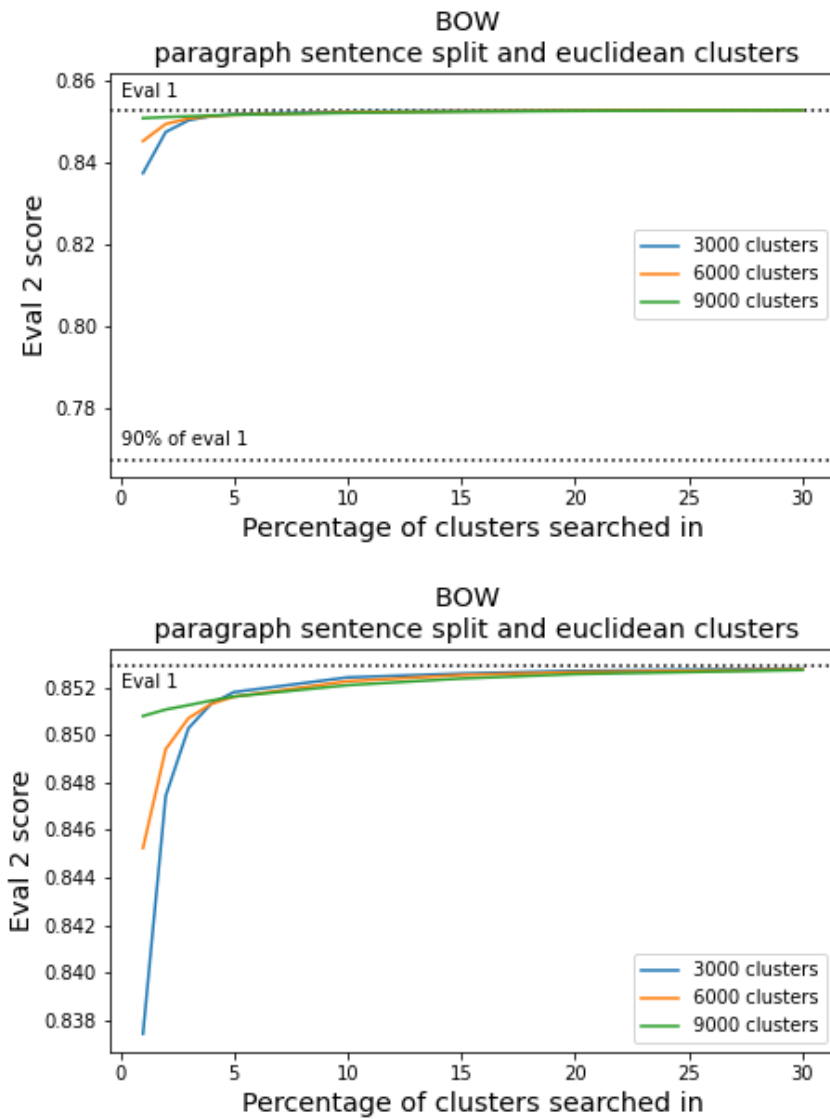 BOW
paragraph sentence split and euclidean clusters
0.86
Eval 1
0.84
0.82
3000 clusters
6000 clusters
9000 clusters
0.80
0.78
90% of eval 1
Eval 2 score
0 5 10 15 20 25 30
Percentage of clusters searched in
BOW
paragraph sentence split and euclidean clusters
Eval 1
0.852
0.850
0.848
0.846
0.844
0.842
0.840
0.838
Eval 2 score
3000 clusters
6000 clusters
9000 clusters
0 5 10 15 20 25 30
Percentage of clusters searched in